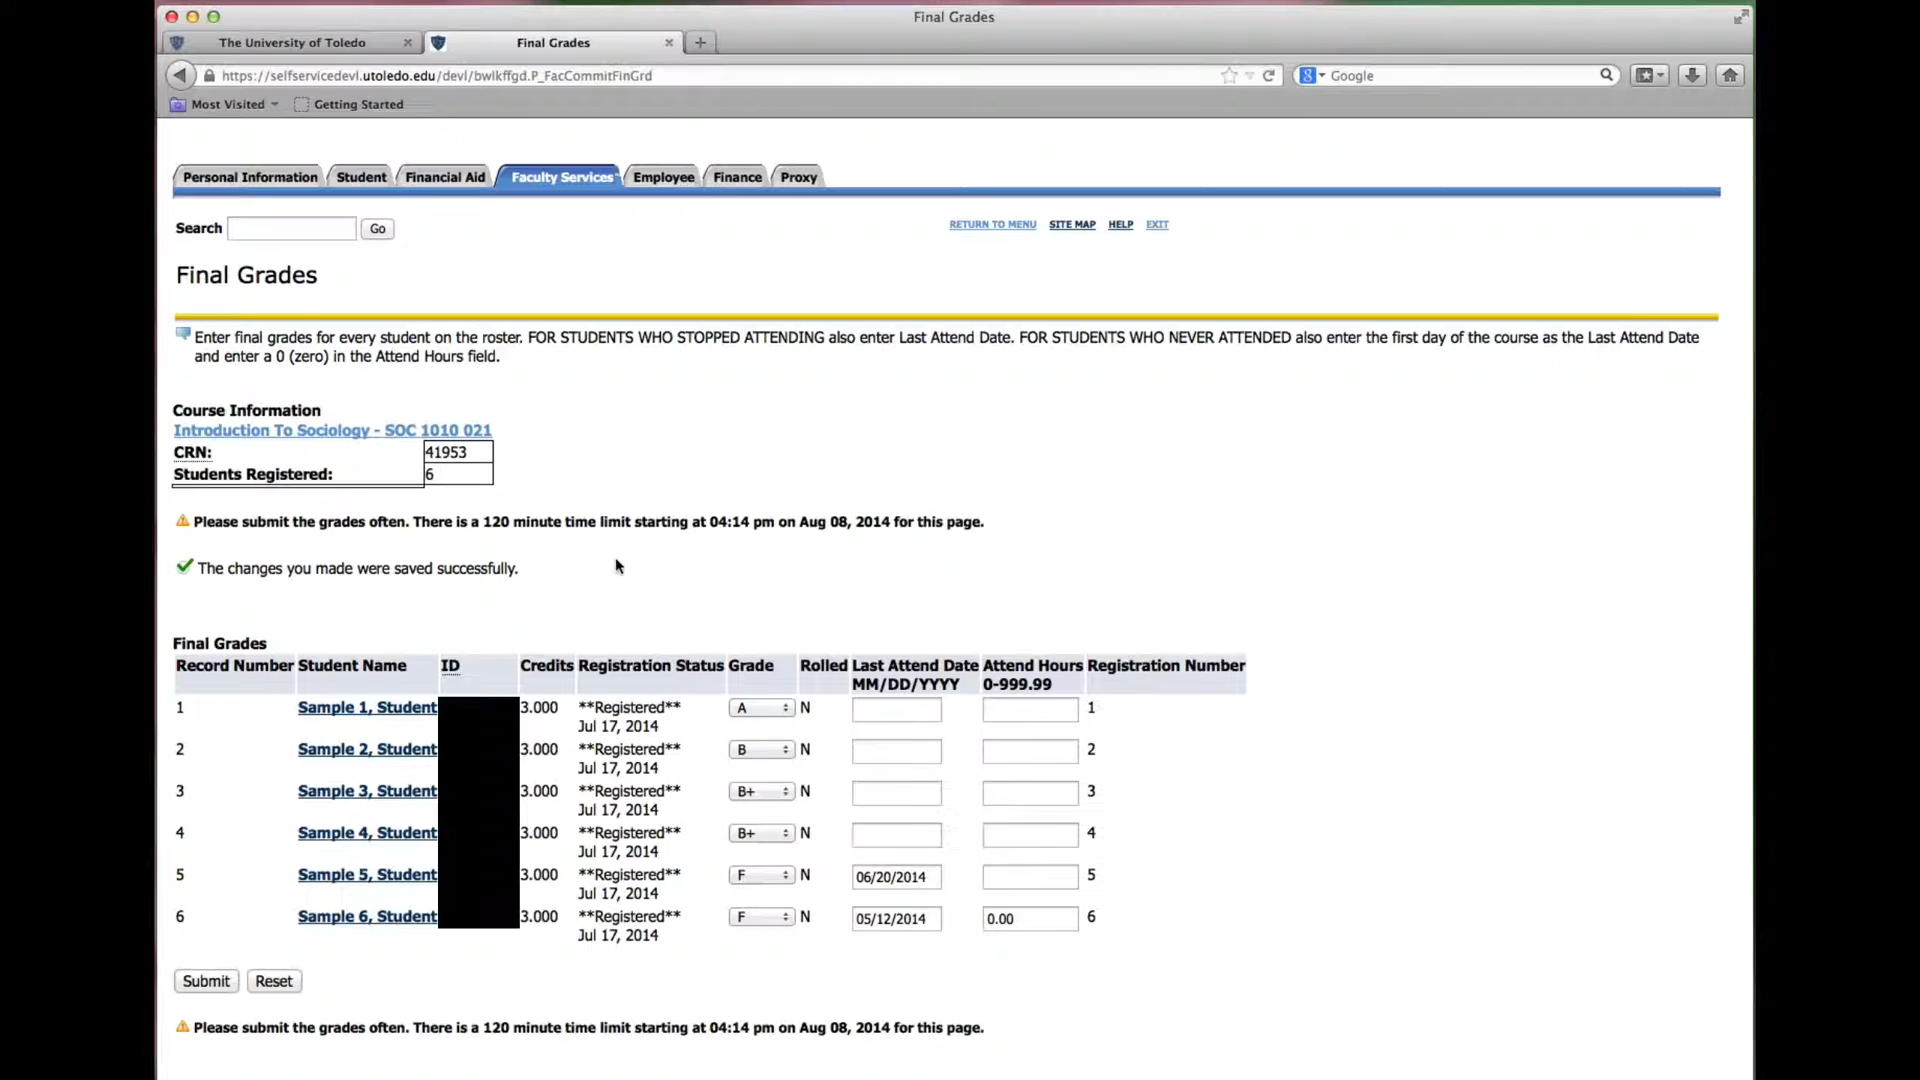 Final Grades
The University of Toledo
Final Grades
https://selfservicedevl.utoledo.edu/devl/bwlkffgd.P_FacCommitFinGrd
Google
Most Visited
Getting Started
Personal Information Student Financial Aid Faculty Services Employee Finance Proxy
Search Go
RETURN TO MENU SITE MAP HELP EXIT
Final Grades
Enter final grades for every student on the roster. FOR STUDENTS WHO STOPPED ATTENDING also enter Last Attend Date. FOR STUDENTS WHO NEVER ATTENDED also enter the first day of the course as the Last Attend Date
and enter a 0 (zero) in the Attend Hours field.
Course Information
Introduction To Sociology - SOC 1010 021
CRN: 41953
Students Registered: 6
Please submit the grades often. There is a 120 minute time limit starting at 04:14 pm on Aug 08, 2014 for this page.
The changes you made were saved successfully.
Final Grades
Record Number Student Name ID Credits Registration Status Grade Rolled Last Attend Date Attend Hours Registration Number
MM/DD/YYYY 0-999.99
1 Sample 1, Student 3.000 **Registered** A N 1
Jul 17, 2014
2 Sample 2, Student 3.000 **Registered** B N 2
Jul 17, 2014
3 Sample 3, Student 3.000 **Registered** B+ N 3
Jul 17, 2014
4 Sample 4, Student 3.000 **Registered** B+ N 4
Jul 17, 2014
5 Sample 5, Student 3.000 **Registered** F N 06/20/2014 5
Jul 17, 2014
6 Sample 6, Student 3.000 **Registered** F N 05/12/2014 0.00 6
Jul 17, 2014
Submit Reset
Please submit the grades often. There is a 120 minute time limit starting at 04:14 pm on Aug 08, 2014 for this page.